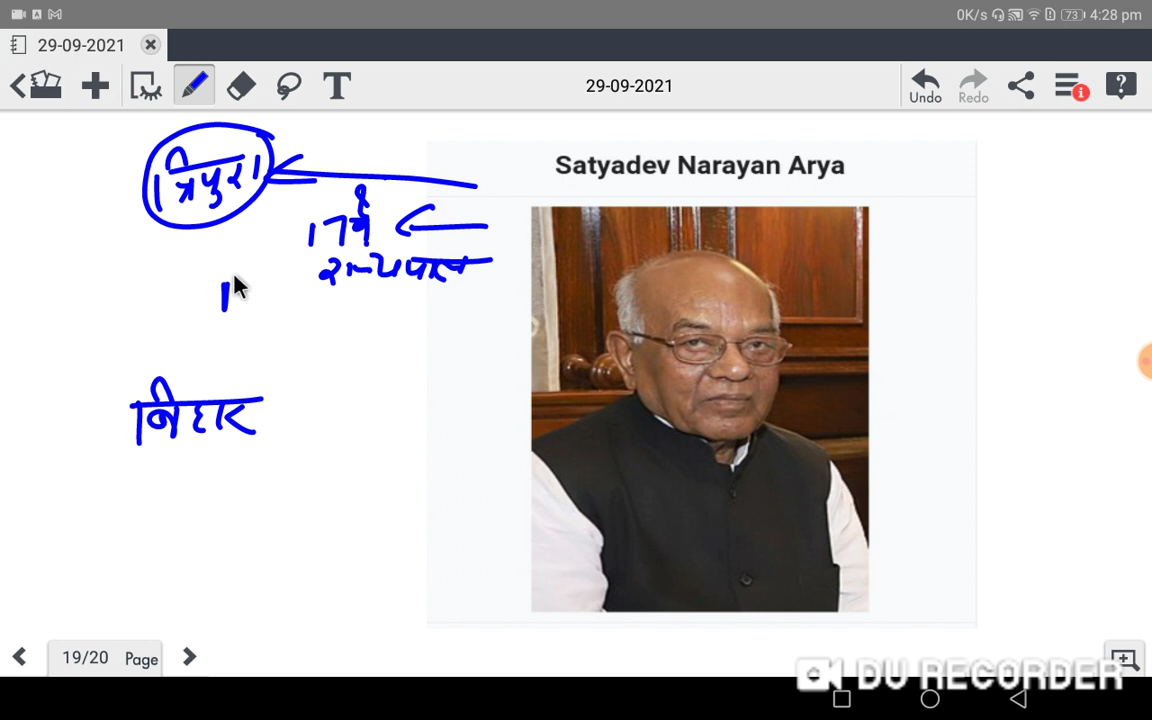 0K/s 73 4:28 pm
29-09-2021
T 29-09-2021 Undo Redo
Satyadev Narayan Arya
त्रिपुरा
17वें
राज्यपाल
1
बिहार
19/20 Page
DU RECORDER